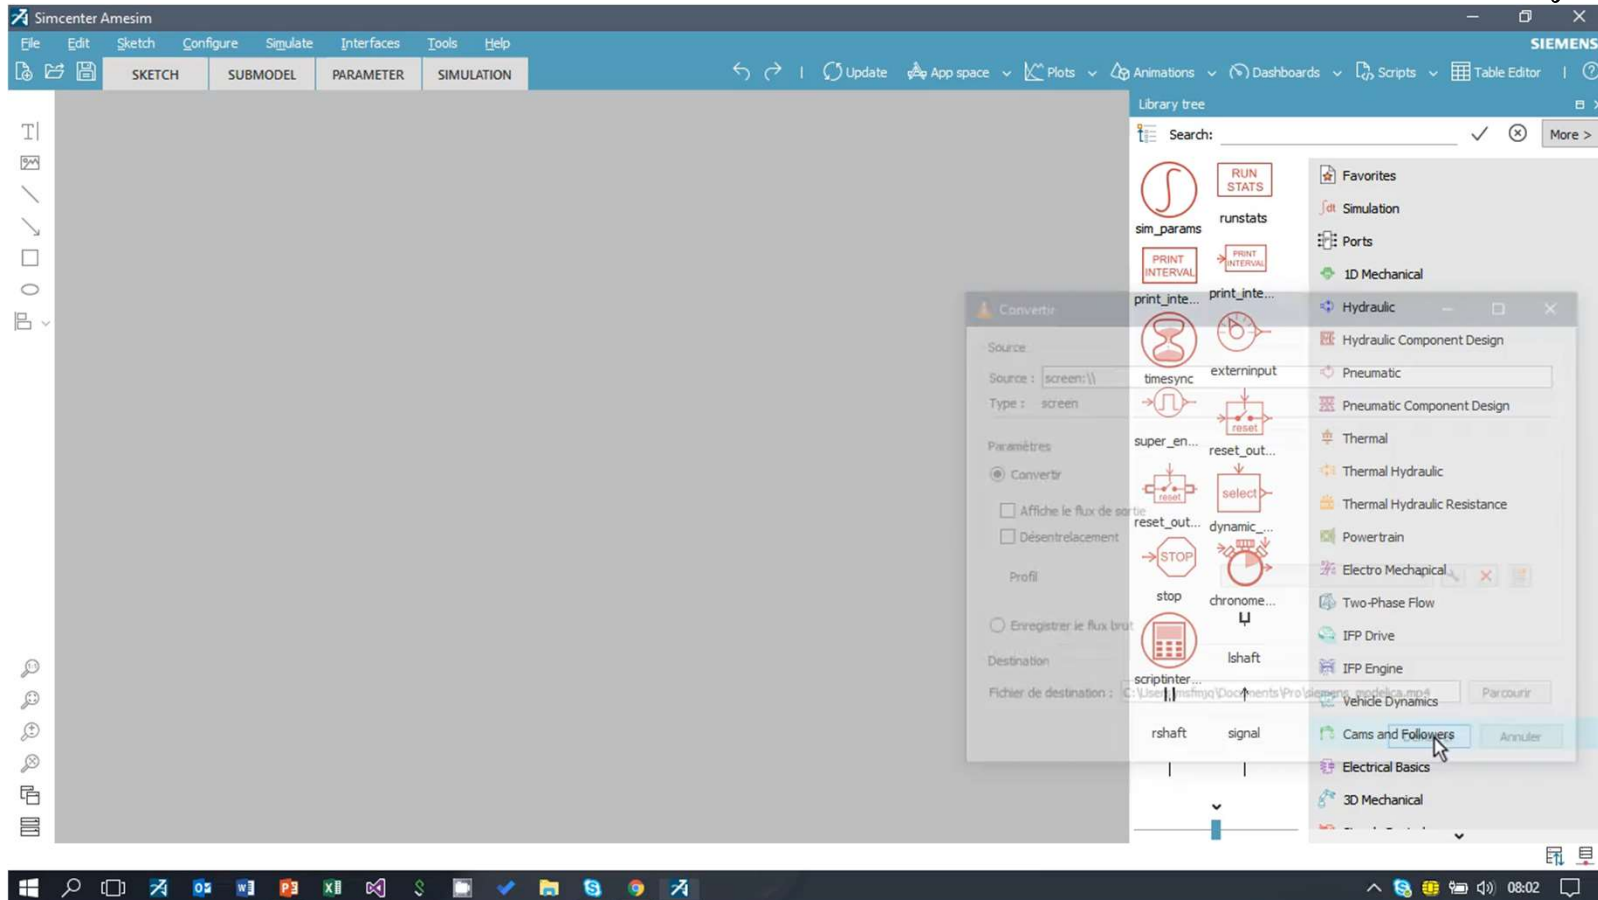 Simcenter Amesim
File Edit Sketch Configure Simulate Interfaces Tools Help
SIEMENS
SKETCH SUBMODEL PARAMETER SIMULATION
Update App space Plots Animations Dashboards Scripts Table Editor
Library tree
Search:
More >
sim_params
RUN
STATS
runstats
PRINT
INTERVAL
print_inte...
PRINT
INTERVAL
print_inte...
timesync
externinput
super_en...
reset
reset_out...
reset
reset_out...
select
dynamic_...
STOP
stop
chronome...
scriptinter...
lshaft
rshaft
signal
Favorites
Simulation
Ports
1D Mechanical
Hydraulic
Hydraulic Component Design
Pneumatic
Pneumatic Component Design
Thermal
Thermal Hydraulic
Thermal Hydraulic Resistance
Powertrain
Electro Mechanical
Two-Phase Flow
IFP Drive
IFP Engine
Vehicle Dynamics
Cams and Followers
Electrical Basics
3D Mechanical
Convertir
Source
Source : screen:\\
Type : screen
Paramètres
Convertir
Affiche le flux de sortie
Désentrelacement
Profil
Enregistrer le flux brut
Destination
Fichier de destination :
Parcourir
Annuler
08:02